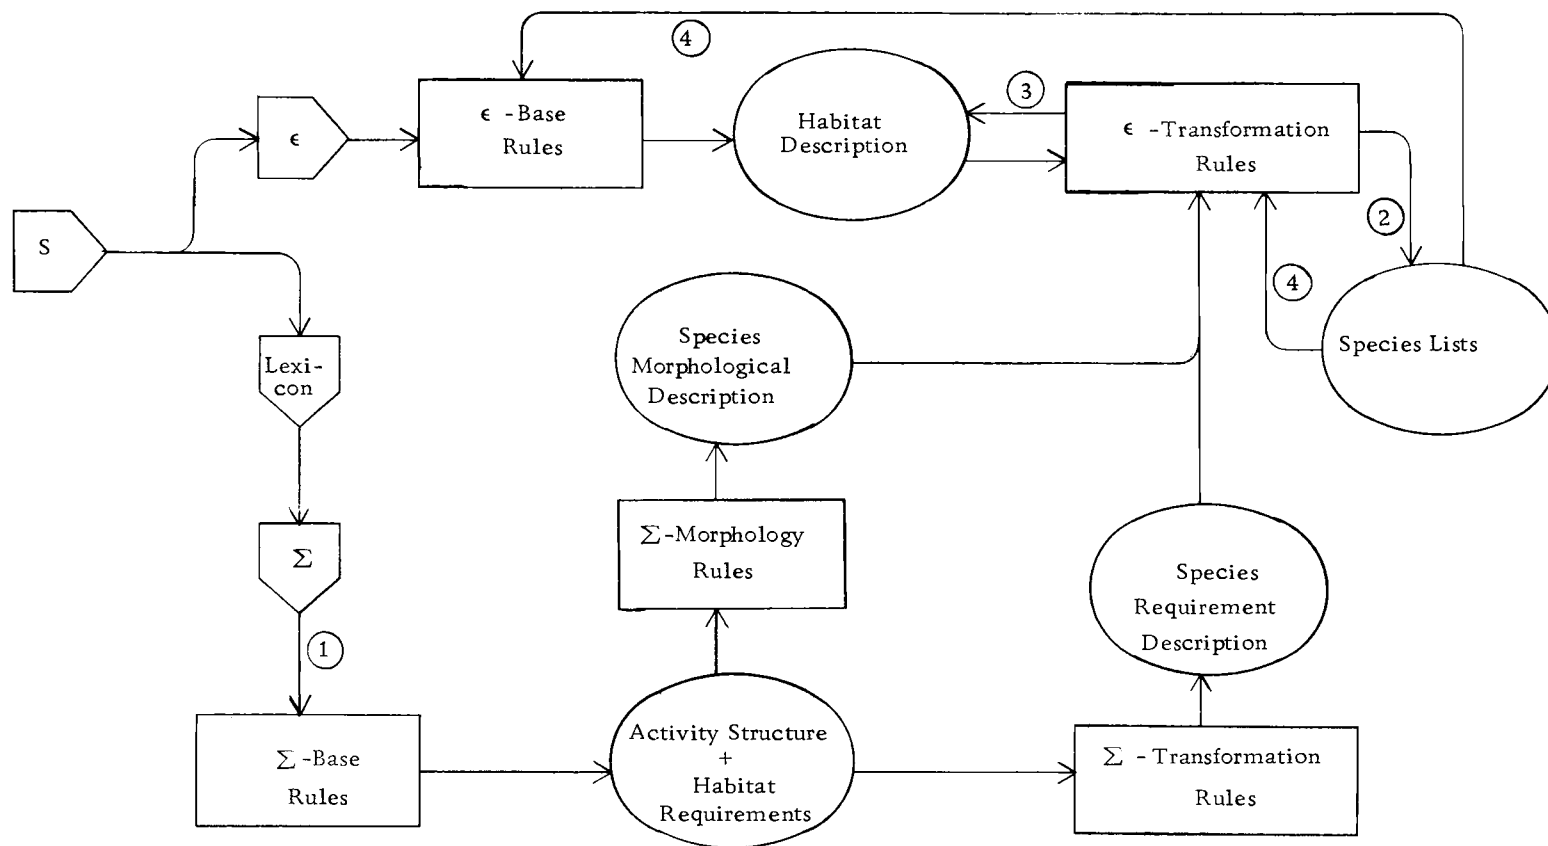 4
ϵ -Base
Rules
ϵ
Habitat
Description
3
ϵ -Transformation
Rules
2
S
4
Species Lists
Lexi-
con
Species
Morphological
Description
Σ
Σ-Morphology
Rules
Species
Requirement
Description
1
Σ-Base
Rules
Activity Structure
+
Habitat
Requirements
Σ -Transformation
Rules